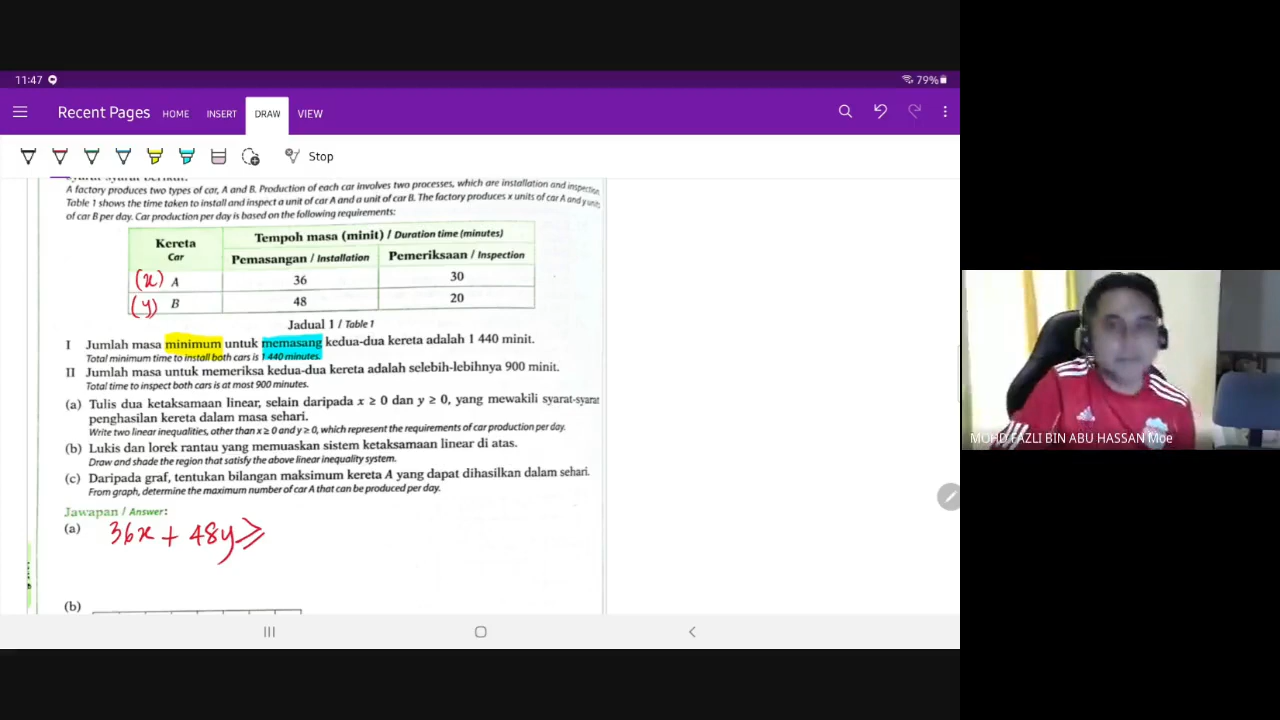 11:47
79%
Recent Pages HOME INSERT DRAW VIEW
Stop
A factory produces two types of car, A and B. Production of each car involves two processes, which are installation and inspection.
Table 1 shows the time taken to install and inspect a unit of car A and a unit of car B. The factory produces x units of car A and y units
of car B per day. Car production per day is based on the following requirements:
Kereta
Car
Tempoh masa (minit) / Duration time (minutes)
Pemasangan / Installation
Pemeriksaan / Inspection
(x) A 36 30
(y) B 48 20
Jadual 1 / Table 1
I Jumlah masa minimum untuk memasang kedua-dua kereta adalah 1 440 minit.
Total minimum time to install both cars is 1 440 minutes.
II Jumlah masa untuk memeriksa kedua-dua kereta adalah selebih-lebihnya 900 minit.
Total time to inspect both cars is at most 900 minutes.
(a) Tulis dua ketaksamaan linear, selain daripada x ≥ 0 dan y ≥ 0, yang mewakili syarat-syarat
penghasilan kereta dalam masa sehari.
Write two linear inequalities, other than x ≥ 0 and y ≥ 0, which represent the requirements of car production per day.
(b) Lukis dan lorek rantau yang memuaskan sistem ketaksamaan linear di atas.
Draw and shade the region that satisfy the above linear inequality system.
(c) Daripada graf, tentukan bilangan maksimum kereta A yang dapat dihasilkan dalam sehari.
From graph, determine the maximum number of car A that can be produced per day.
Jawapan / Answer:
(a) 36x + 48y ≥
(b)
MOHD FAZLI BIN ABU HASSAN Moe